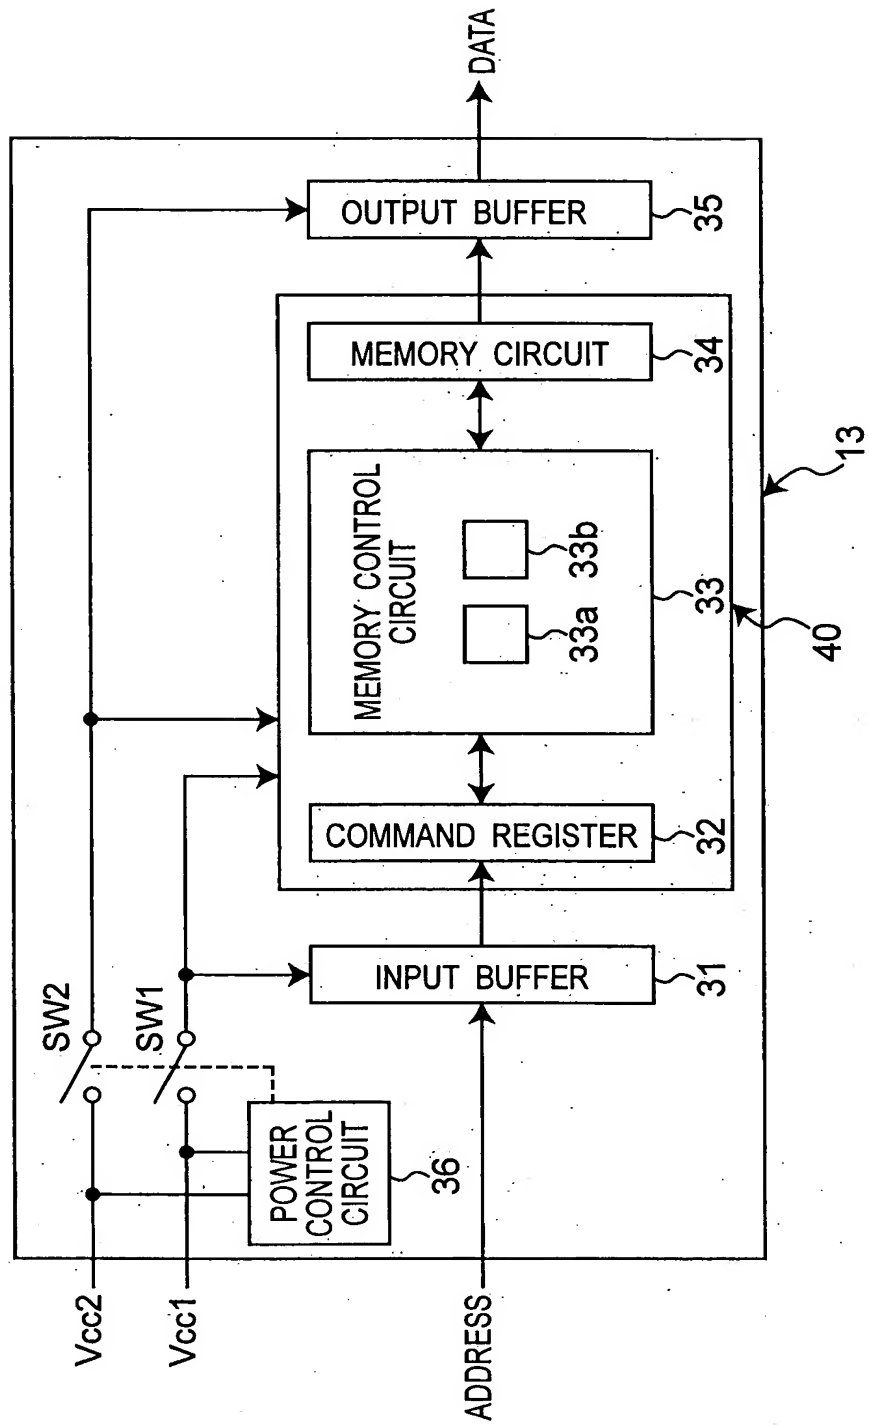 Vcc2
Vcc1
ADDRESS
SW2
SW1
POWER
CONTROL
CIRCUIT
36
INPUT BUFFER
31
COMMAND REGISTER
32
MEMORY CONTROL
CIRCUIT
33a
33b
33
MEMORY CIRCUIT
34
OUTPUT BUFFER
35
DATA
40
13